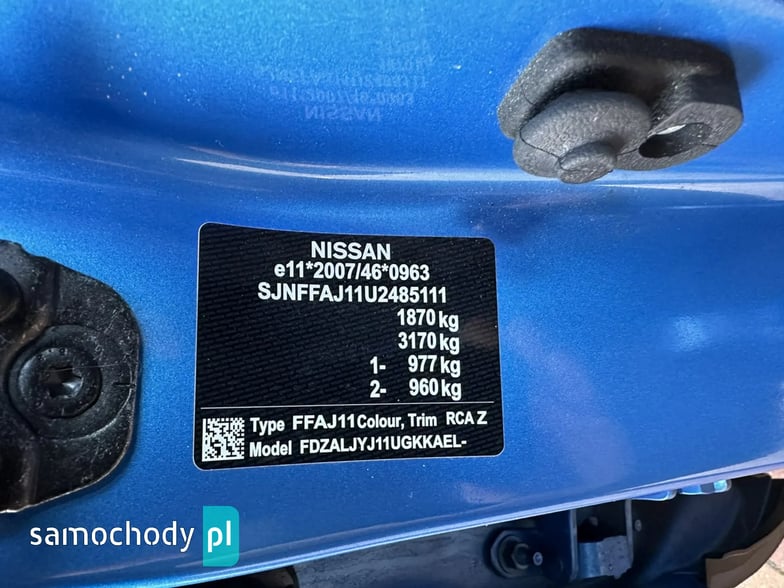 NISSAN
e11*2007/46*0963
SJNFFAJ11U2485111
1870 kg
3170 kg
1- 977 kg
2- 960 kg
Type FFAJ11 Colour, Trim RCA Z
Model FDZALJYJ11UGKKAEL-
samochody pl